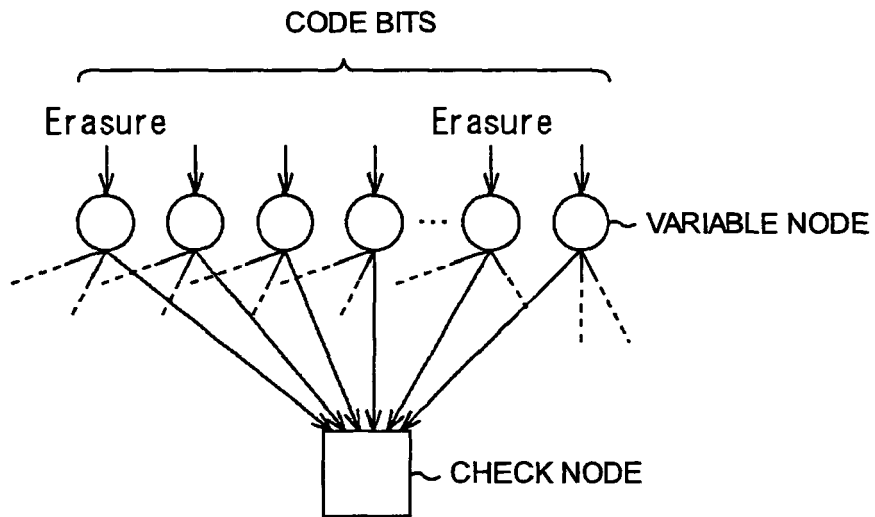 CODE BITS
Erasure Erasure
...
VARIABLE NODE
CHECK NODE